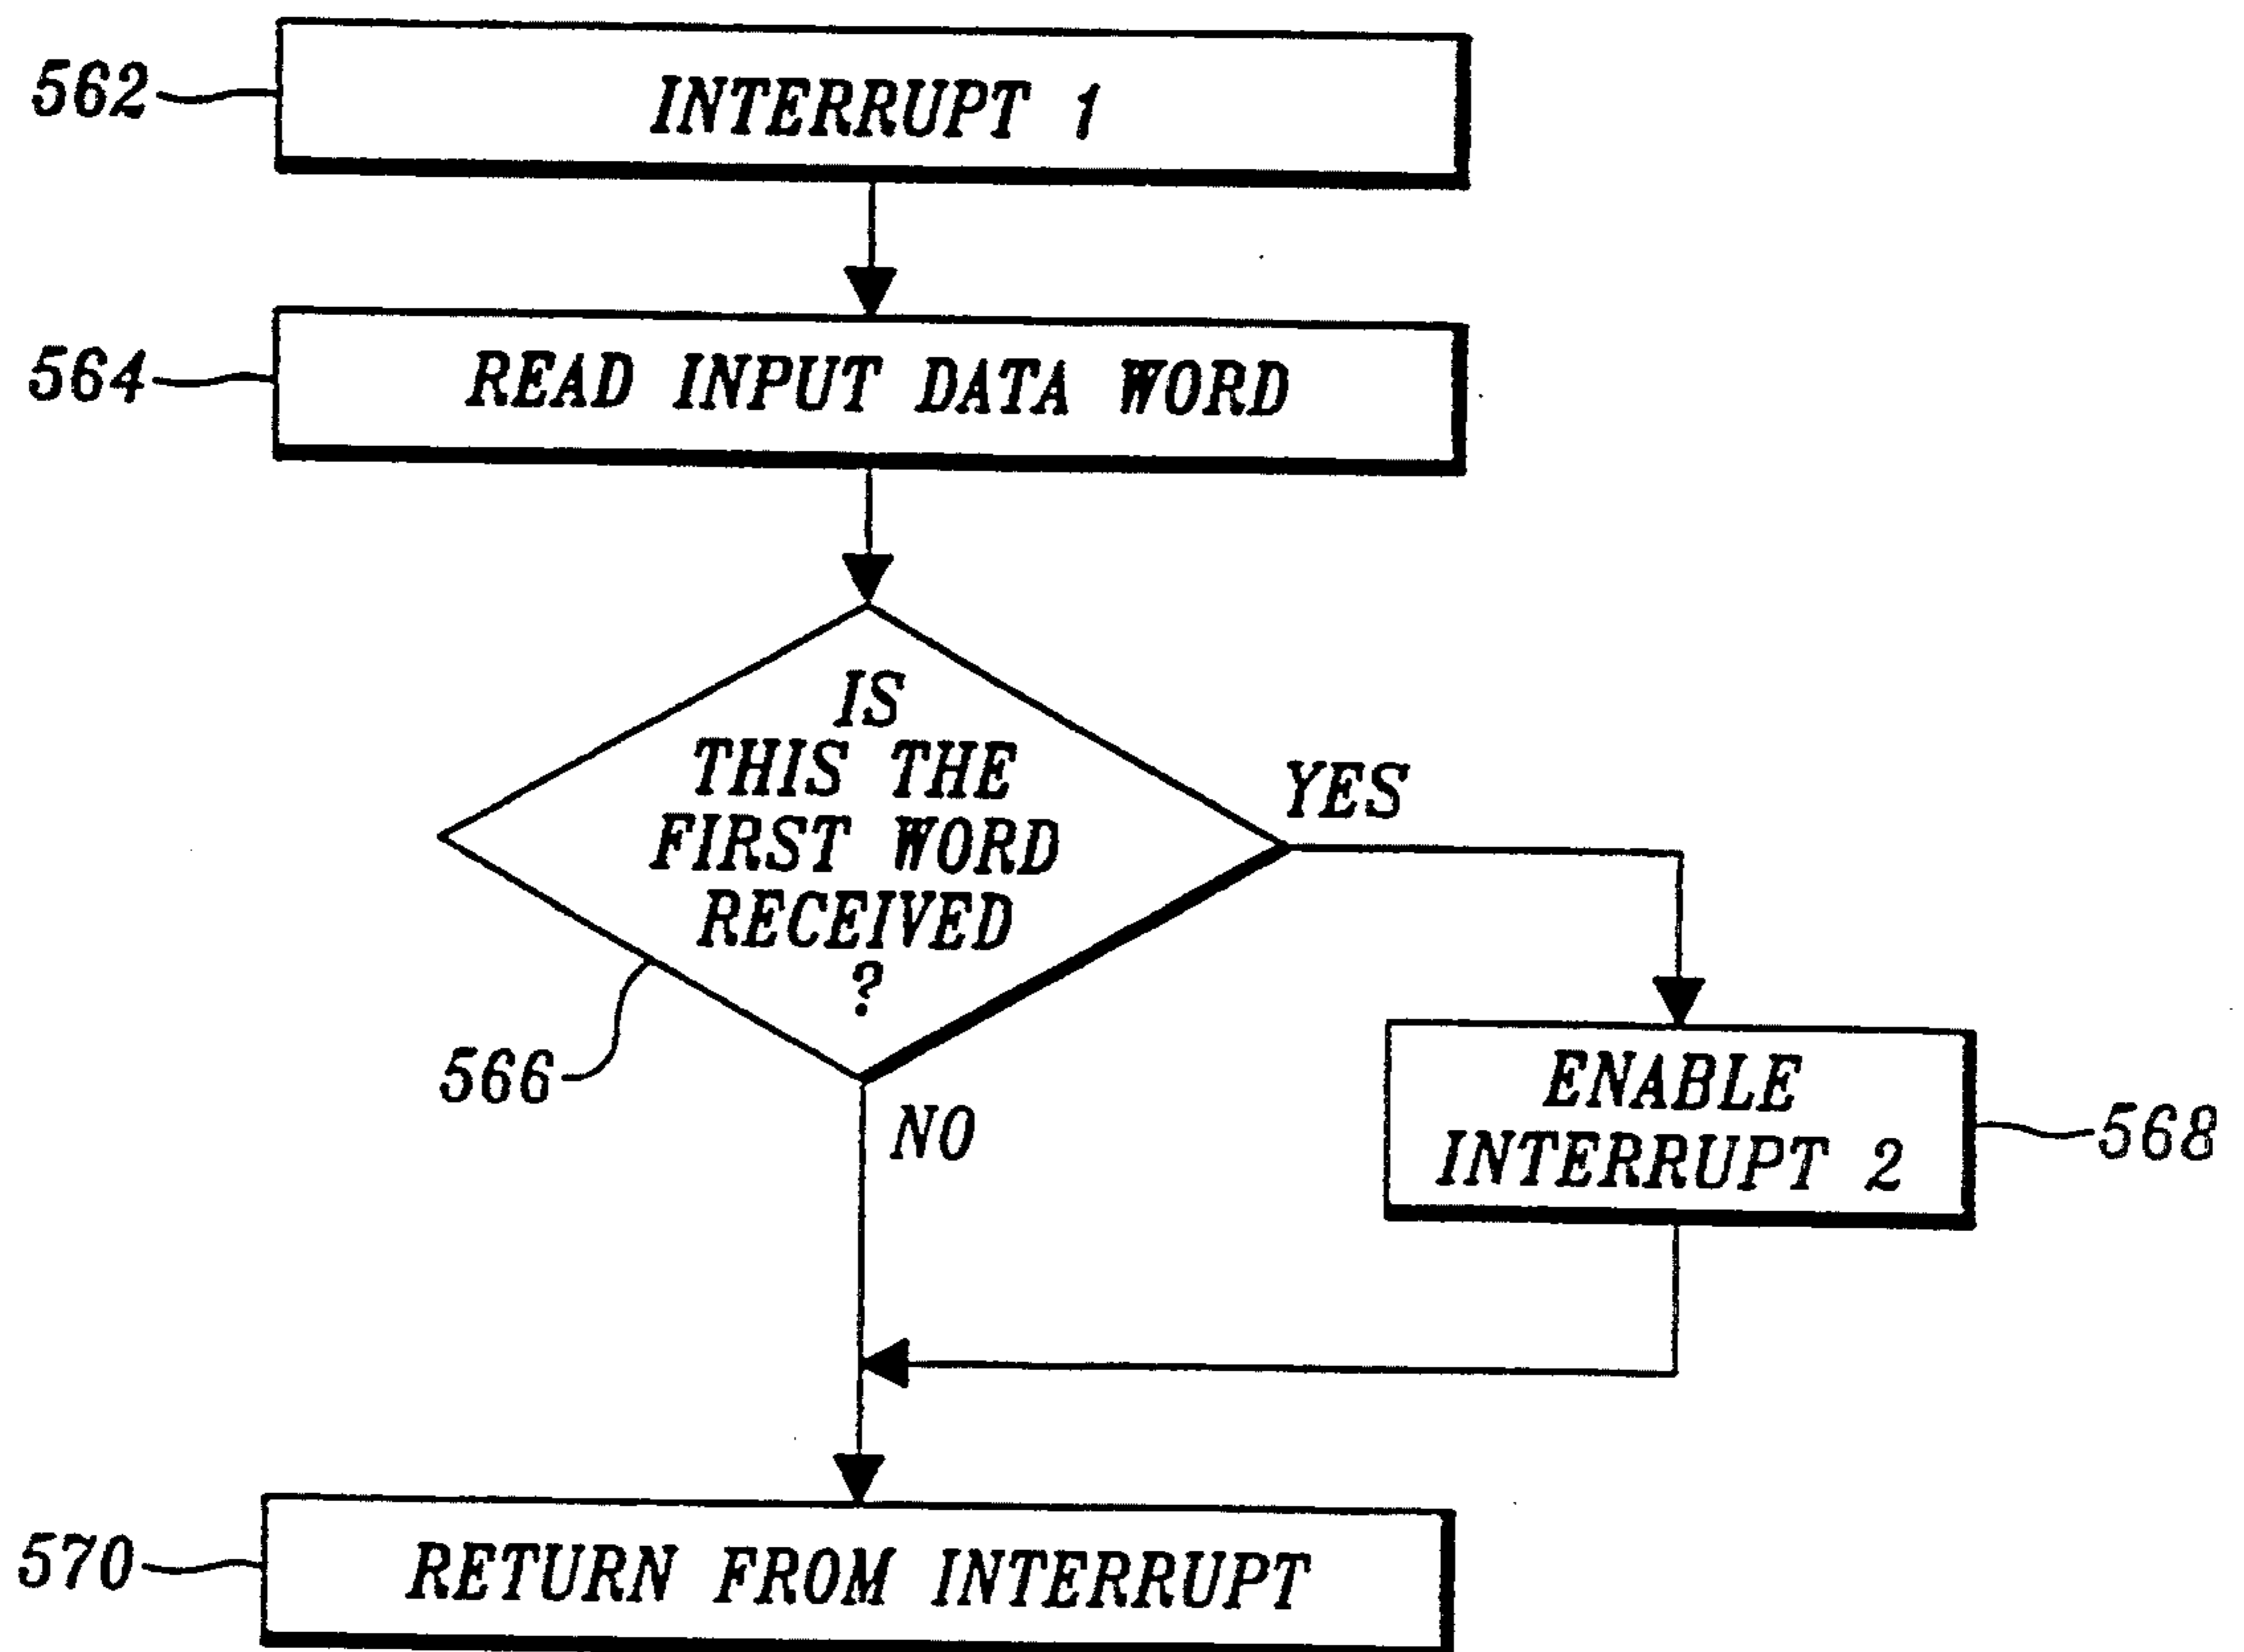 562
INTERRUPT 1
564
READ INPUT DATA WORD
IS
THIS THE
FIRST WORD
RECEIVED
?
YES
566
NO
ENABLE
INTERRUPT 2
568
570
RETURN FROM INTERRUPT